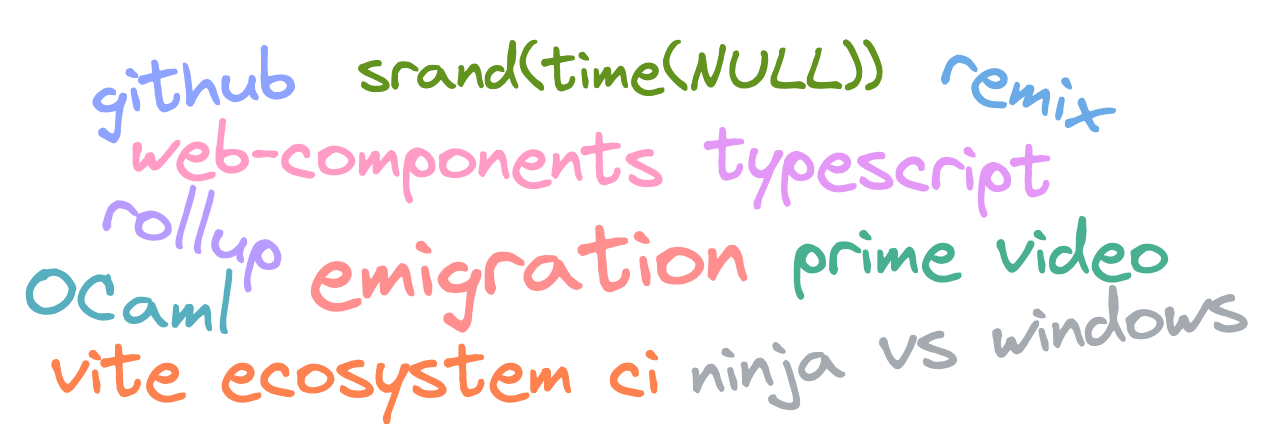 github
srand(time(NULL))
remix
web-components
typescript
rollup
emigration
prime video
OCaml
vite ecosystem ci
ninja vs windows